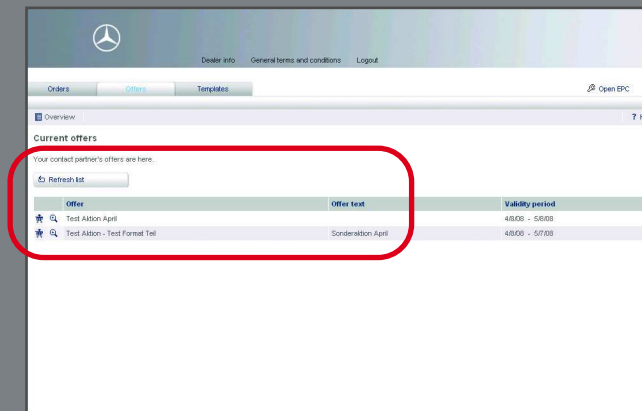 Dealer info General terms and conditions Logout
Orders Offers Templates Open EPC
Overview ?
Current offers
Your contact partner's offers are here.
Refresh list
Offer Offer text Validity period
Test Aktion April 4/8/08 - 5/8/08
Test Aktion - Test Format Teil Sonderaktion April 4/8/08 - 5/7/08